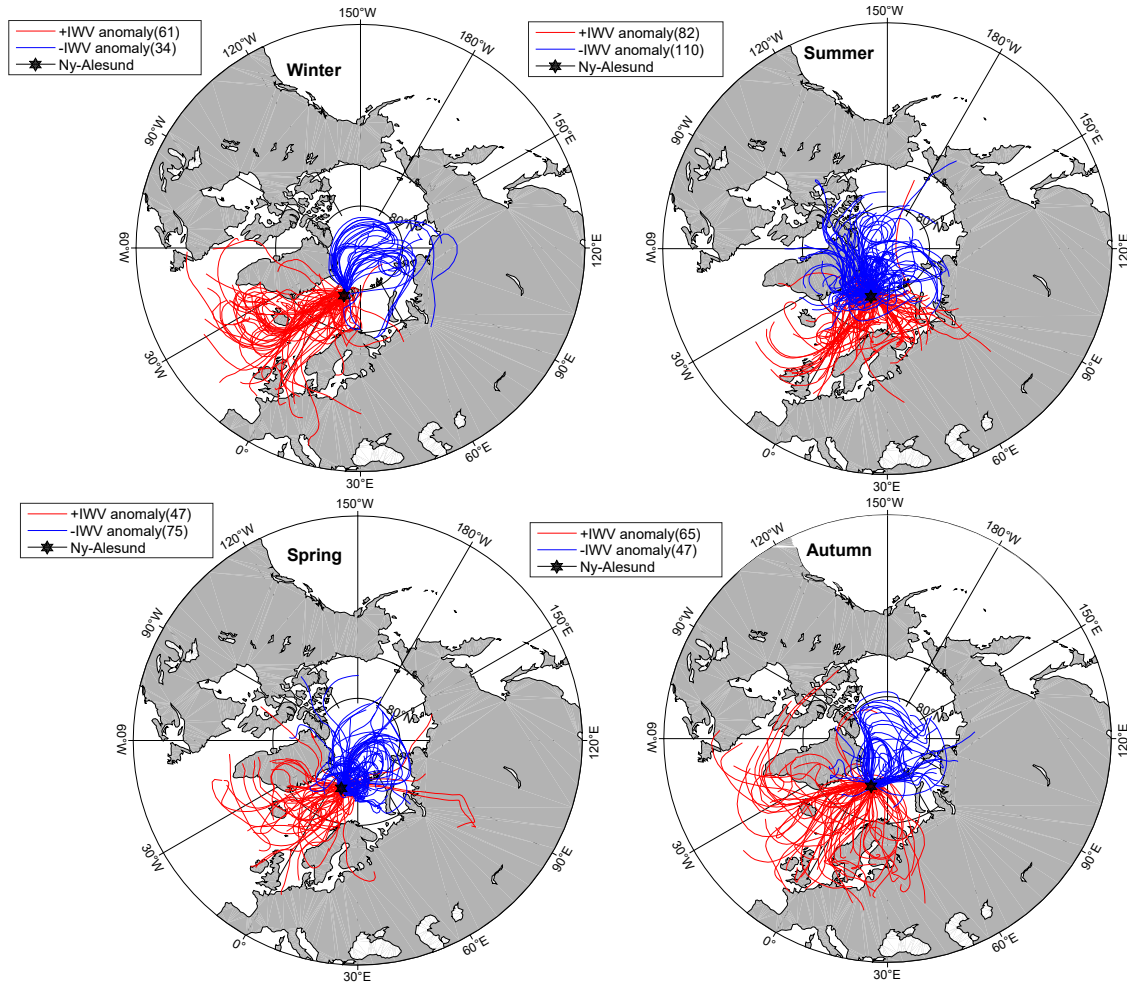 +IWV anomaly(61)
-IWV anomaly(34)
Ny-Alesund
Winter
150°W
180°W
150°E
120°E
90°E
60°E
30°E
0°
30°W
60°W
90°W
120°W
80°N
+IWV anomaly(82)
-IWV anomaly(110)
Ny-Alesund
Summer
150°W
180°W
150°E
120°E
90°E
60°E
30°E
0°
30°W
60°W
90°W
120°W
+IWV anomaly(47)
-IWV anomaly(75)
Ny-Alesund
Spring
150°W
180°W
150°E
120°E
90°E
60°E
30°E
0°
30°W
60°W
90°W
120°W
+IWV anomaly(65)
-IWV anomaly(47)
Ny-Alesund
Autumn
150°W
180°W
150°E
120°E
90°E
60°E
30°E
0°
30°W
60°W
90°W
120°W